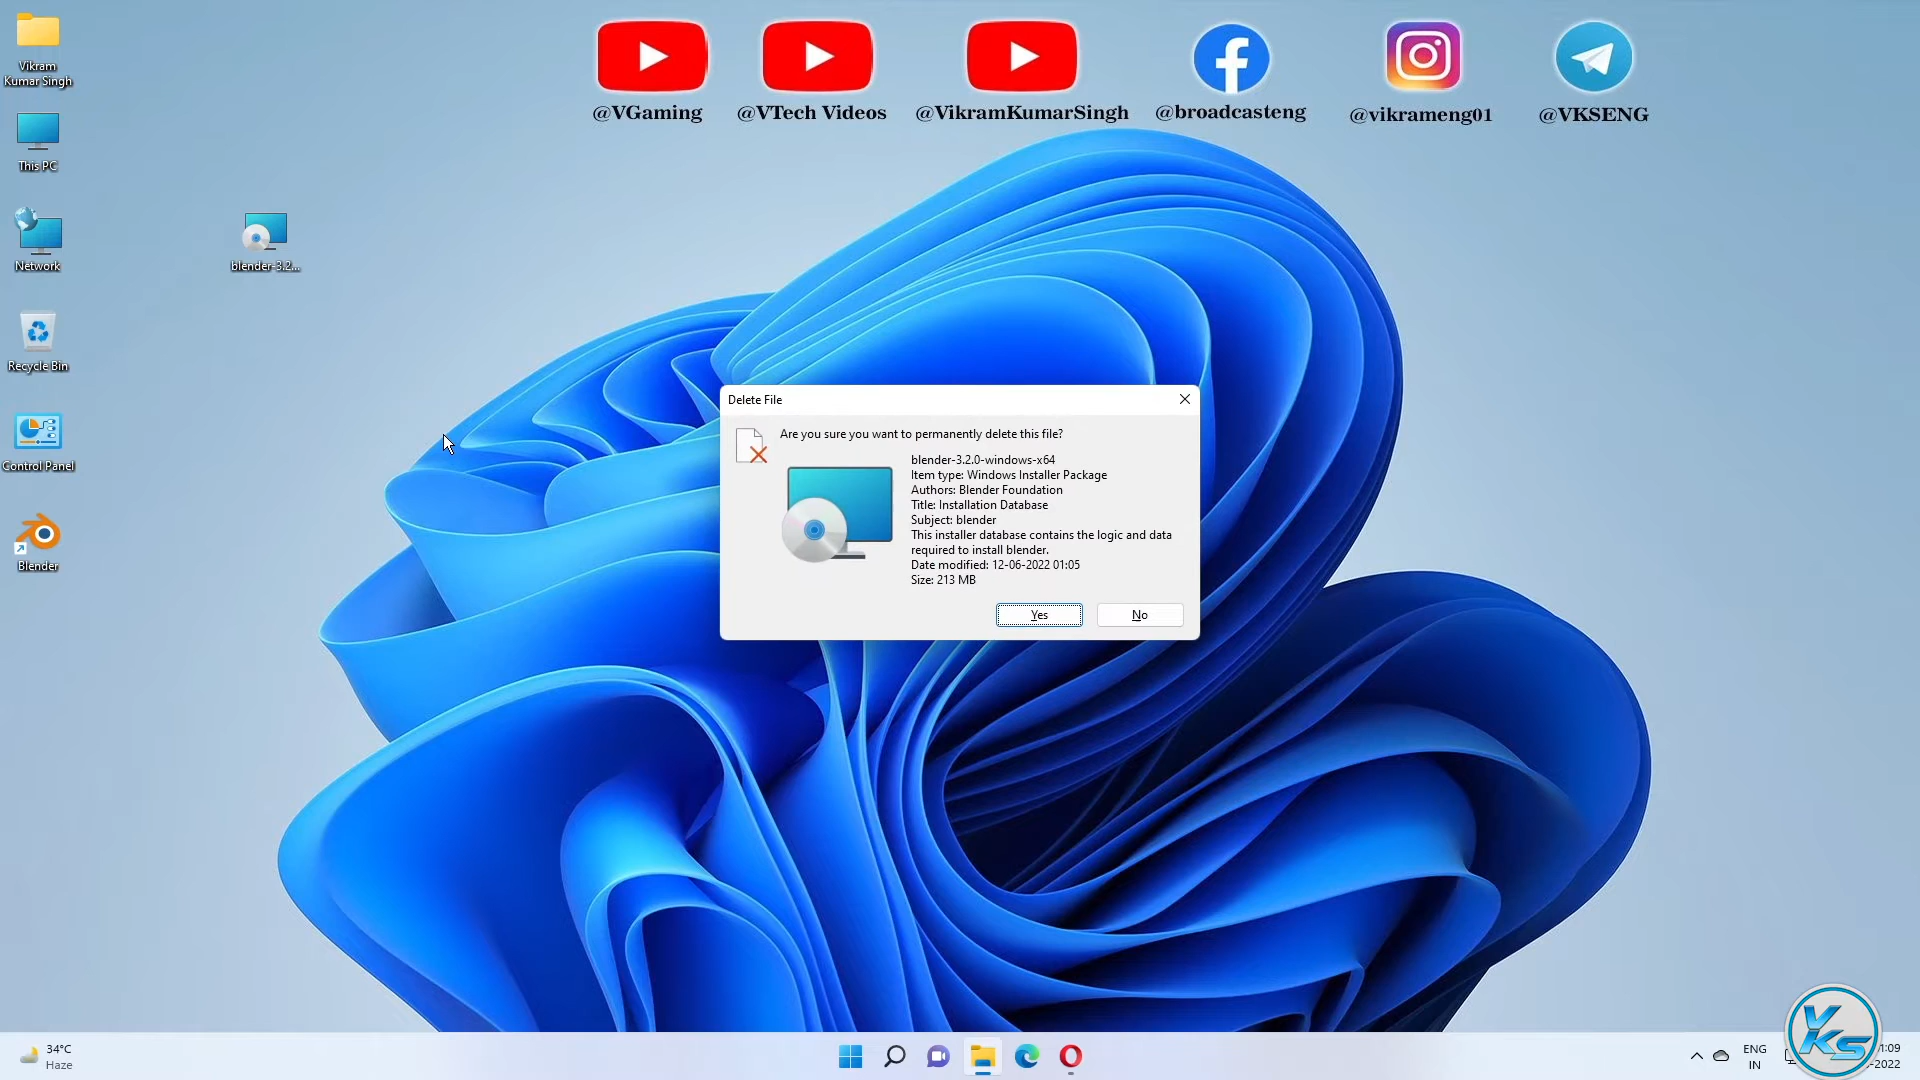 @VGaming
@VTech Videos
@VikramKumarSingh
@broadcasteng
@vikrameng01
@VKSENG
Vikram
Kumar Singh
This PC
Network
Recycle Bin
Control Panel
Blender
blender-3.2...
Delete File
Are you sure you want to permanently delete this file?
blender-3.2.0-windows-x64
Item type: Windows Installer Package
Authors: Blender Foundation
Title: Installation Database
Subject: blender
This installer database contains the logic and data
required to install blender.
Date modified: 12-06-2022 01:05
Size: 213 MB
Yes
No
34°C
Haze
ENG
IN
VKS
1:09
-2022